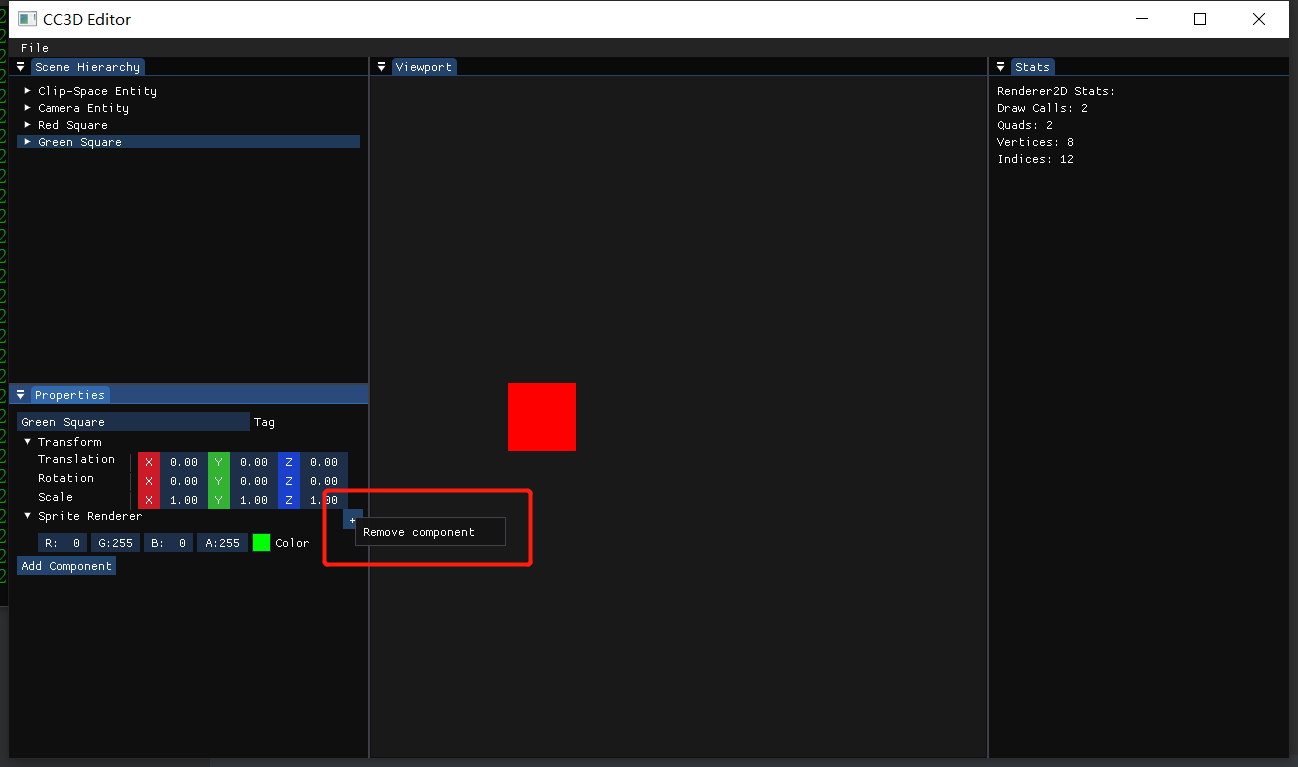 CC3D Editor
File
Scene Hierarchy
Clip-Space Entity
Camera Entity
Red Square
Green Square
Properties
Green Square Tag
Transform
Translation X 0.00 Y 0.00 Z 0.00
Rotation X 0.00 Y 0.00 Z 0.00
Scale X 1.00 Y 1.00 Z 1.00
Sprite Renderer +
Remove component
R: 0 G:255 B: 0 A:255 Color
Add Component
Viewport
Stats
Renderer2D Stats:
Draw Calls: 2
Quads: 2
Vertices: 8
Indices: 12